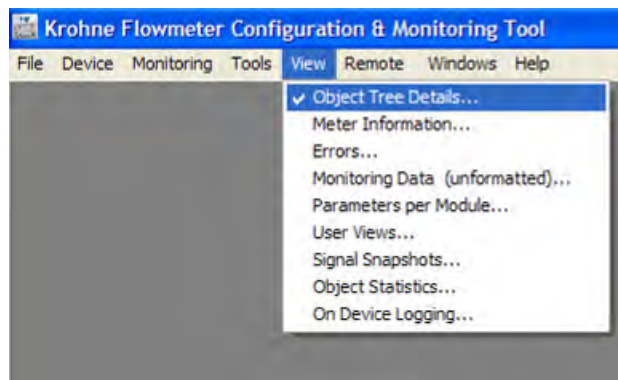 Krohne Flowmeter Configuration & Monitoring Tool
File Device Monitoring Tools View Remote Windows Help
Object Tree Details...
Meter Information...
Errors...
Monitoring Data (unformatted)...
Parameters per Module...
User Views...
Signal Snapshots...
Object Statistics...
On Device Logging...